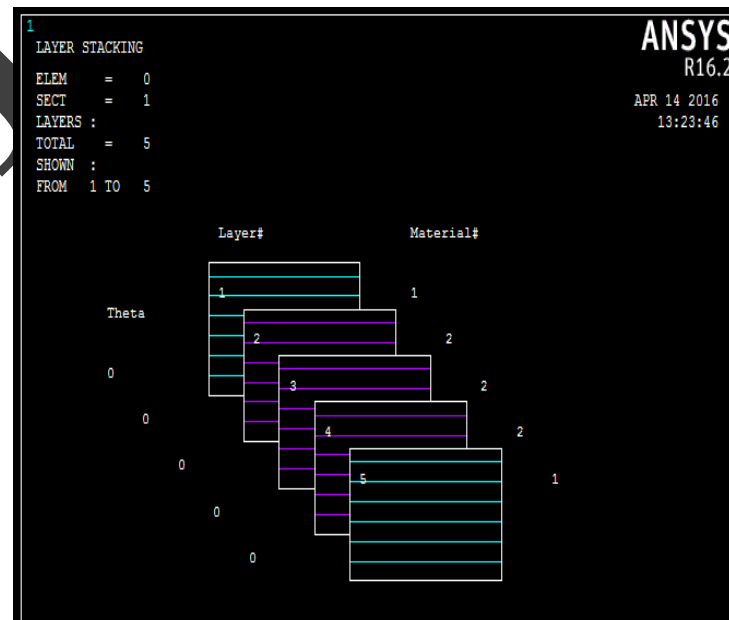 1
LAYER STACKING
ANSYS
R16.2
ELEM = 0
SECT = 1
LAYERS :
TOTAL = 5
SHOWN :
FROM 1 TO 5
APR 14 2016
13:23:46
Layer# Material#
1 1
Theta
2 2
0 3 2
0 4 2
0 5 1
0
0